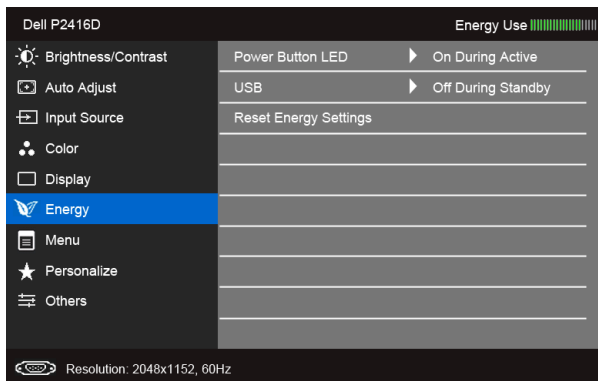 Dell P2416D Energy Use
Brightness/Contrast Power Button LED On During Active
Auto Adjust USB Off During Standby
Input Source Reset Energy Settings
Color
Display
Energy
Menu
Personalize
Others
Resolution: 2048x1152, 60Hz